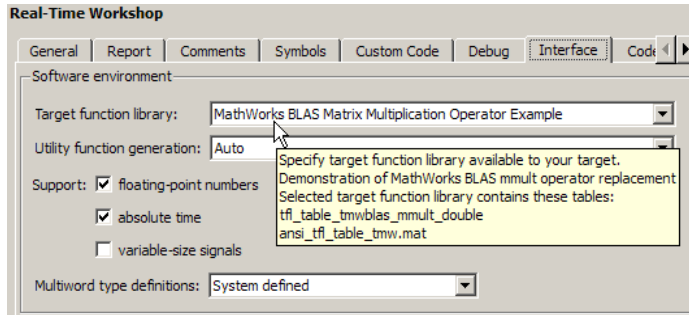 Real-Time Workshop
General Report Comments Symbols Custom Code Debug Interface Code
Software environment
Target function library: MathWorks BLAS Matrix Multiplication Operator Example
Utility function generation: Auto
Specify target function library available to your target.
Demonstration of MathWorks BLAS mmult operator replacement
Support: floating-point numbers
Selected target function library contains these tables:
tfl_table_tmwblas_mmult_double
absolute time
ansi_tfl_table_tmw.mat
variable-size signals
Multiword type definitions: System defined